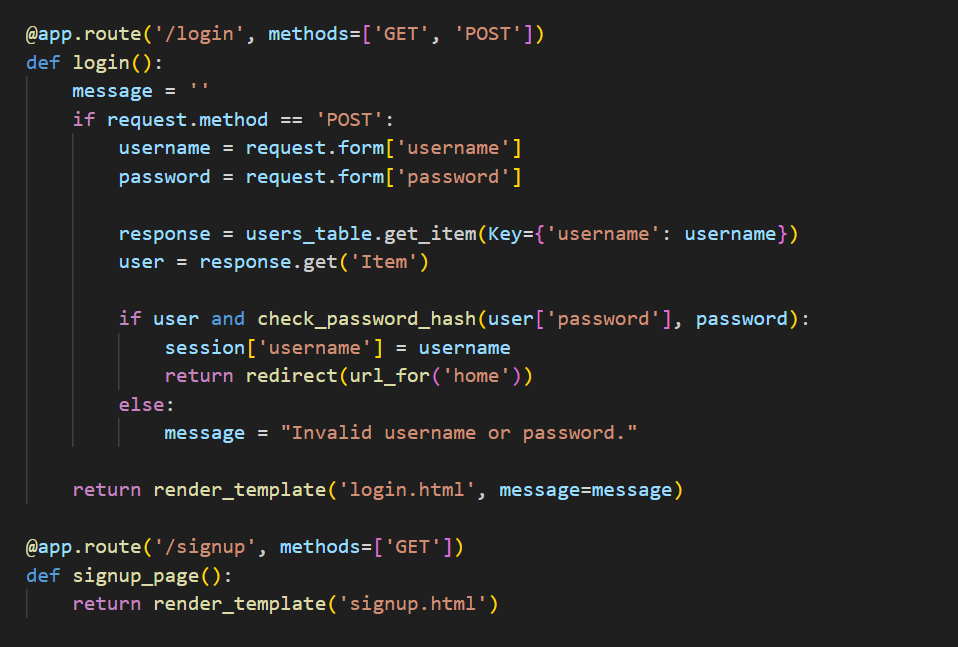 @app.route('/login', methods=['GET', 'POST'])
def login():
    message = ''
    if request.method == 'POST':
        username = request.form['username']
        password = request.form['password']

        response = users_table.get_item(Key={'username': username})
        user = response.get('Item')

        if user and check_password_hash(user['password'], password):
            session['username'] = username
            return redirect(url_for('home'))
        else:
            message = "Invalid username or password."

    return render_template('login.html', message=message)

@app.route('/signup', methods=['GET'])
def signup_page():
    return render_template('signup.html')